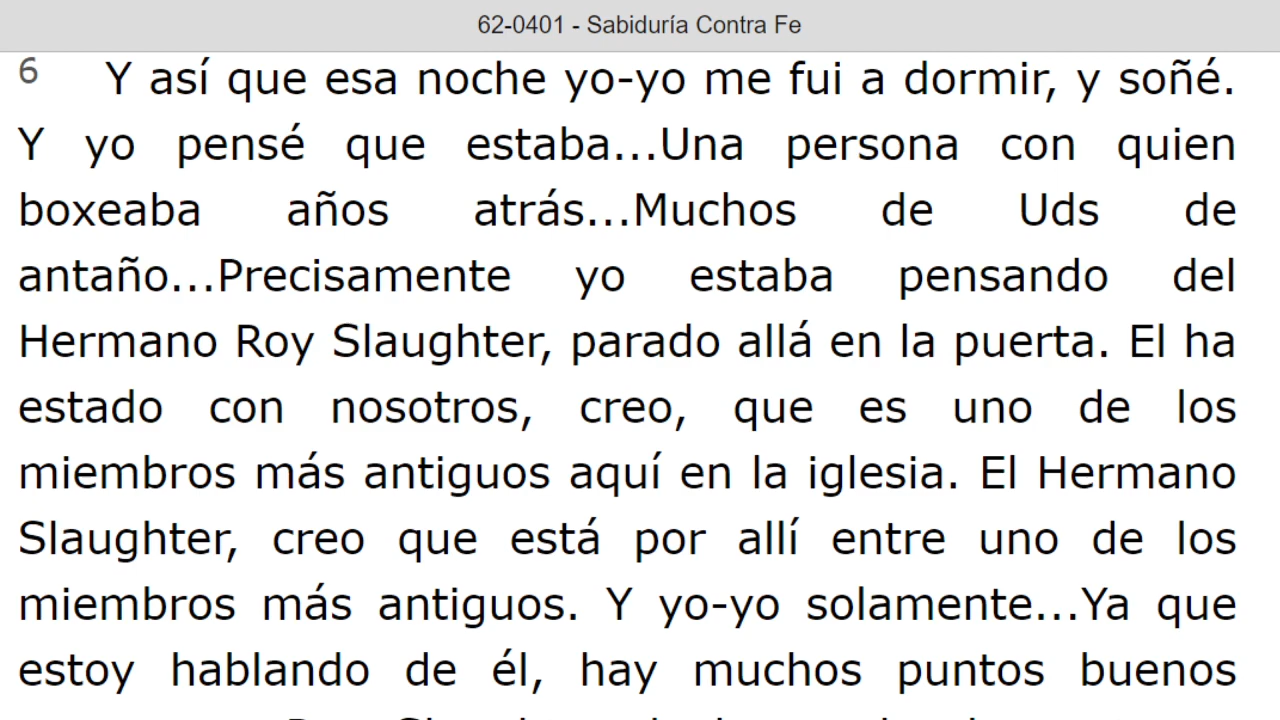 62-0401 - Sabiduría Contra Fe
6 Y así que esa noche yo-yo me fui a dormir, y soñé.
Y yo pensé que estaba...Una persona con quien
boxeaba años atrás...Muchos de Uds de
antaño...Precisamente yo estaba pensando del
Hermano Roy Slaughter, parado allá en la puerta. El ha
estado con nosotros, creo, que es uno de los
miembros más antiguos aquí en la iglesia. El Hermano
Slaughter, creo que está por allí entre uno de los
miembros más antiguos. Y yo-yo solamente...Ya que
estoy hablando de él, hay muchos puntos buenos